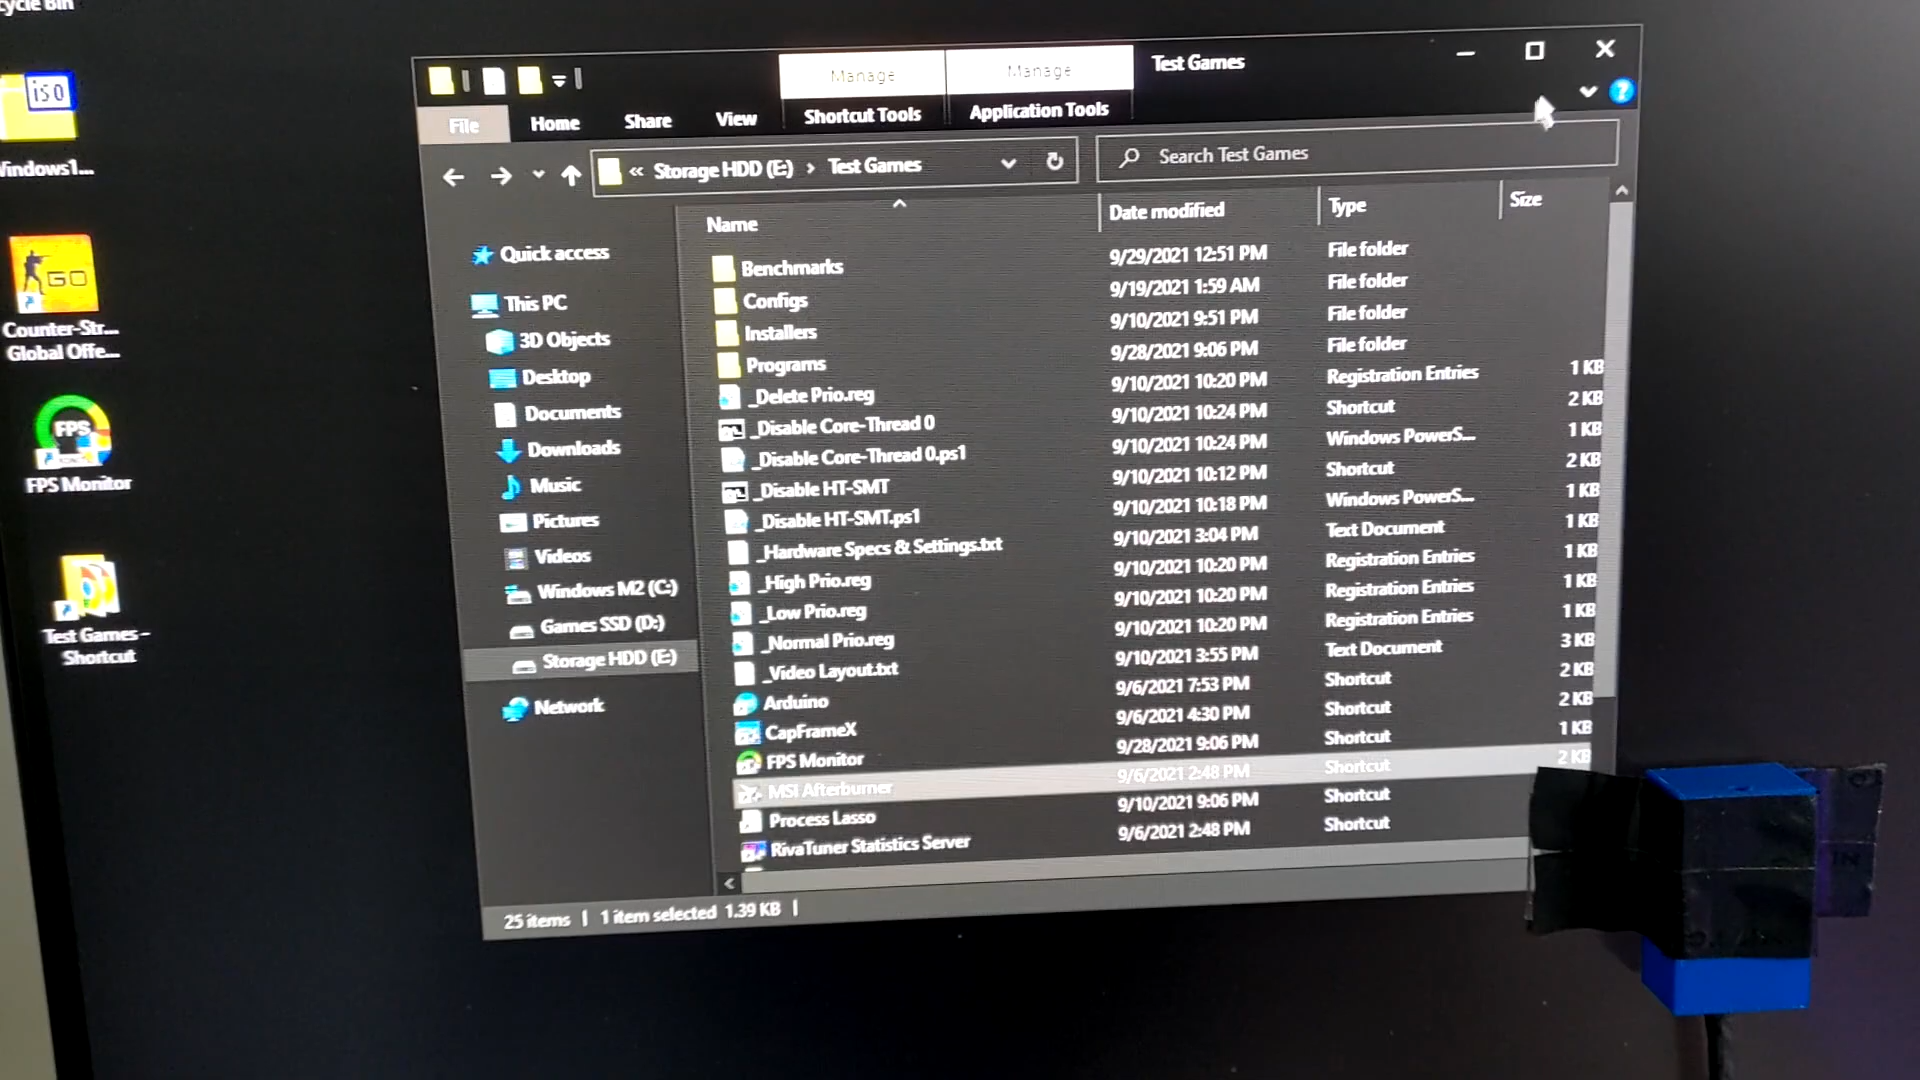 cycle Bin
iso
Windows1...
GO
Counter-Str...
Global Offe...
FPS
FPS Monitor
Test Games -
Shortcut
Manage
Manage
Test Games
File
Home
Share
View
Shortcut Tools
Application Tools
« Storage HDD (E:) › Test Games
Search Test Games
Name Date modified Type Size
Quick access
This PC
3D Objects
Desktop
Documents
Downloads
Music
Pictures
Videos
Windows M2 (C:)
Games SSD (D:)
Storage HDD (E:)
Network
Benchmarks 9/29/2021 12:51 PM File folder
Configs 9/19/2021 1:59 AM File folder
Installers 9/10/2021 9:51 PM File folder
Programs 9/28/2021 9:06 PM File folder
_Delete Prio.reg 9/10/2021 10:20 PM Registration Entries 1 KB
_Disable Core-Thread 0 9/10/2021 10:24 PM Shortcut 2 KB
_Disable Core-Thread 0.ps1 9/10/2021 10:24 PM Windows PowerS... 1 KB
_Disable HT-SMT 9/10/2021 10:12 PM Shortcut 2 KB
_Disable HT-SMT.ps1 9/10/2021 10:18 PM Windows PowerS... 1 KB
_Hardware Specs & Settings.txt 9/10/2021 3:04 PM Text Document 1 KB
_High Prio.reg 9/10/2021 10:20 PM Registration Entries 1 KB
_Low Prio.reg 9/10/2021 10:20 PM Registration Entries 1 KB
_Normal Prio.reg 9/10/2021 10:20 PM Registration Entries 1 KB
_Video Layout.txt 9/10/2021 3:55 PM Text Document 3 KB
Arduino 9/6/2021 7:53 PM Shortcut 2 KB
CapFrameX 9/6/2021 4:30 PM Shortcut 2 KB
FPS Monitor 9/28/2021 9:06 PM Shortcut 1 KB
MSI Afterburner 9/6/2021 2:48 PM Shortcut 2 KB
Process Lasso 9/10/2021 9:06 PM Shortcut
RivaTuner Statistics Server 9/6/2021 2:48 PM Shortcut
25 items | 1 item selected 1.39 KB |